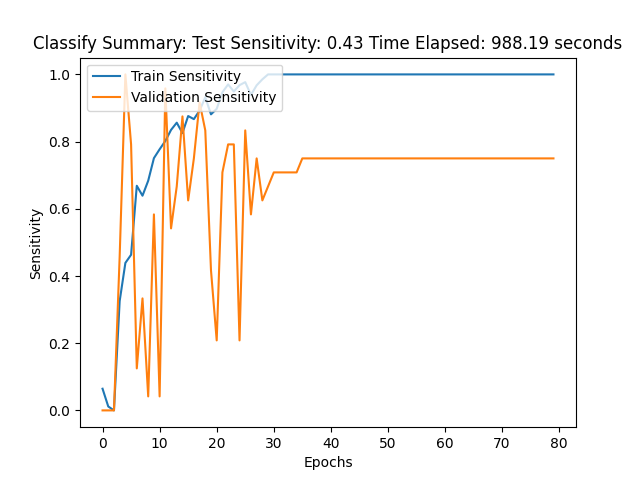 Classify Summary: Test Sensitivity: 0.43 Time Elapsed: 988.19 seconds
Train Sensitivity
Validation Sensitivity
1.0
0.8
0.6
0.4
0.2
0.0
Sensitivity
0 10 20 30 40 50 60 70 80
Epochs